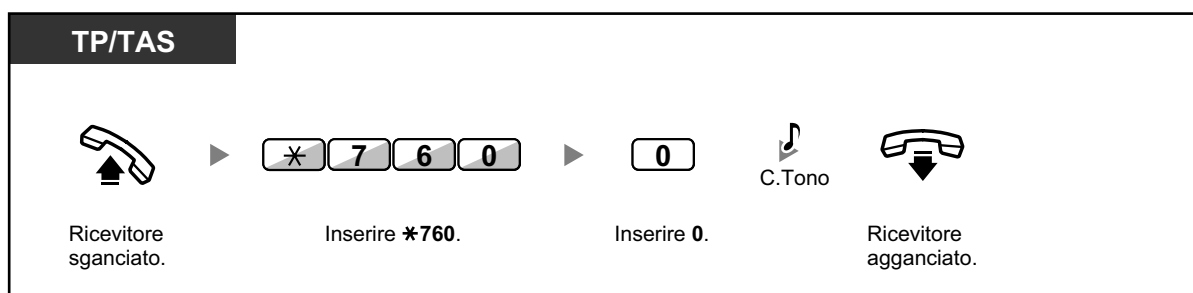 TP/TAS
* 7 6 0
0
C.Tono
Ricevitore
sganciato.
Inserire *760.
Inserire 0.
Ricevitore
agganciato.